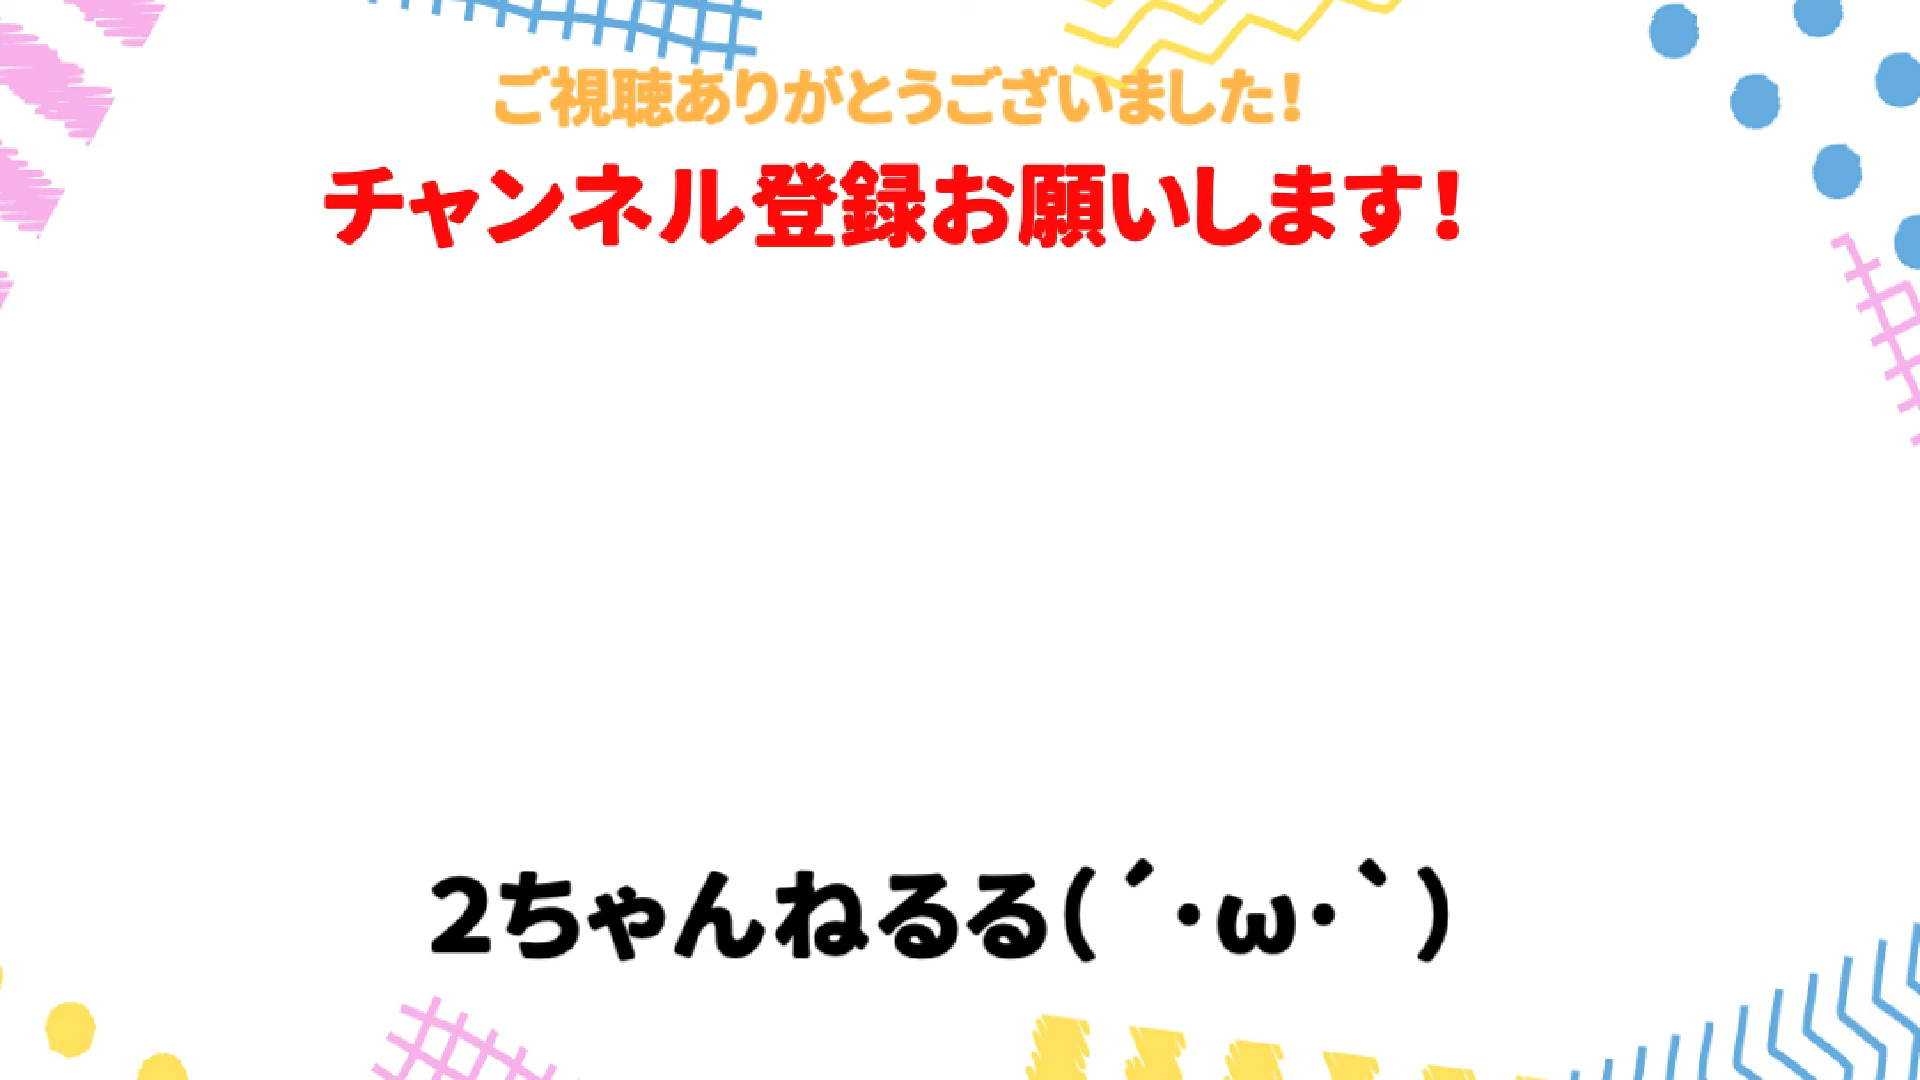 ご視聴ありがとうございました!
チャンネル登録お願いします!
2ちゃんねるる(´・ω・`)